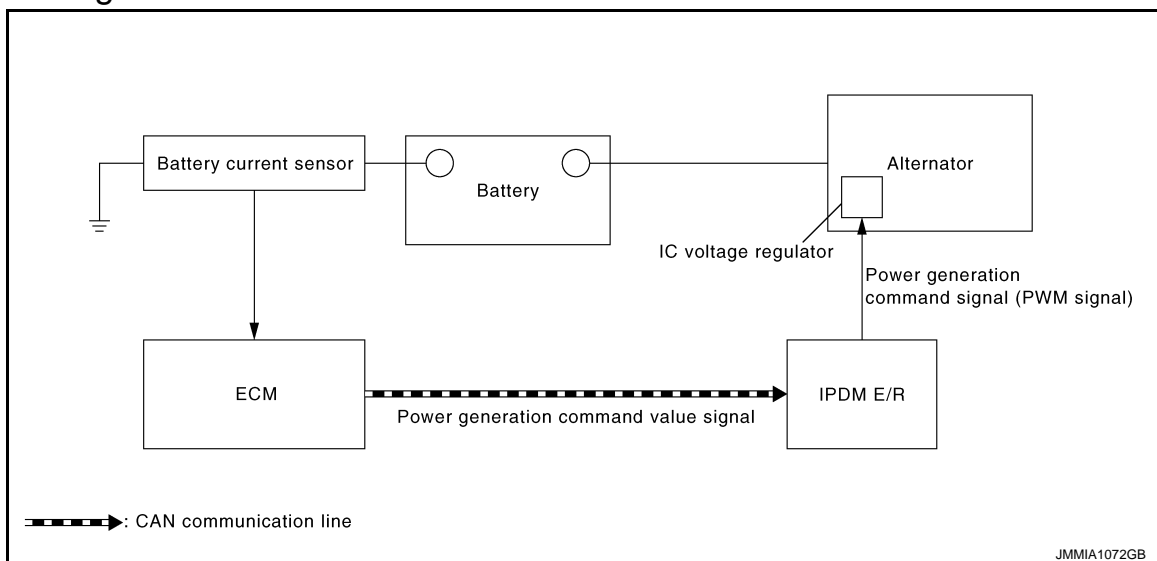 Battery current sensor
Battery
Alternator
IC voltage regulator
Power generation
command signal (PWM signal)
ECM
Power generation command value signal
IPDM E/R
: CAN communication line
JMMIA1072GB